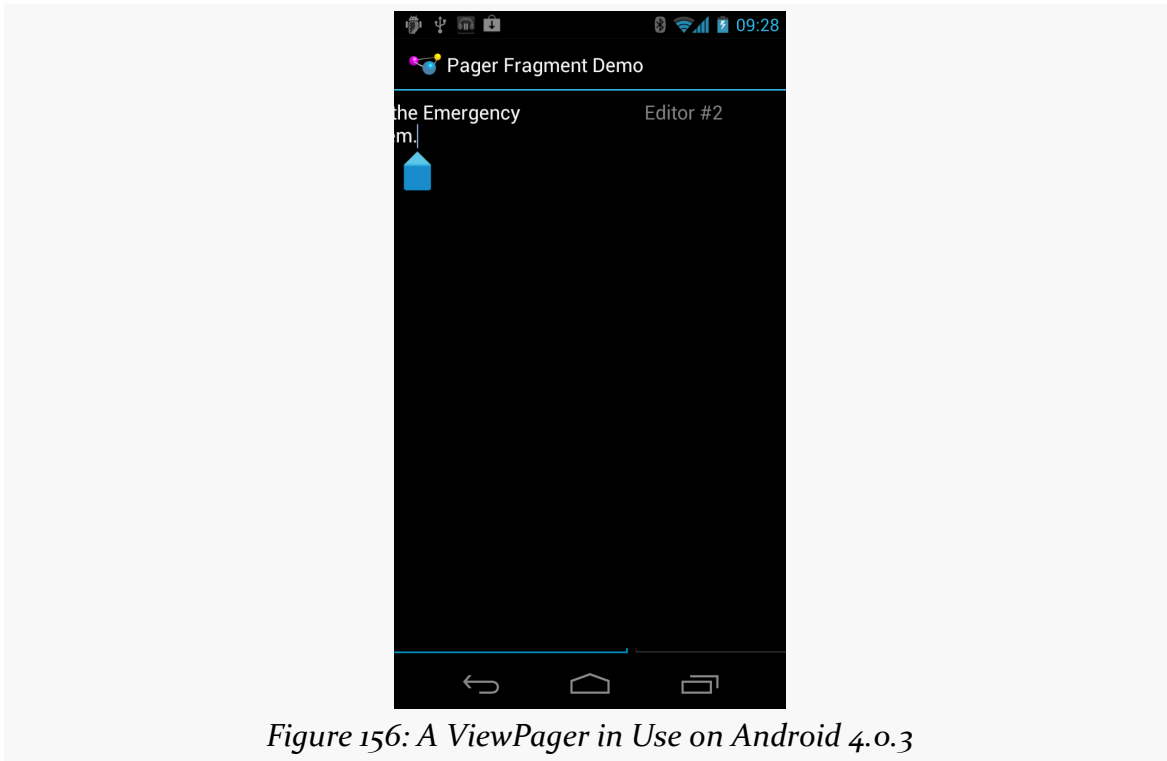 09:28
Pager Fragment Demo
the Emergency Editor #2
em.
Figure 156: A ViewPager in Use on Android 4.0.3